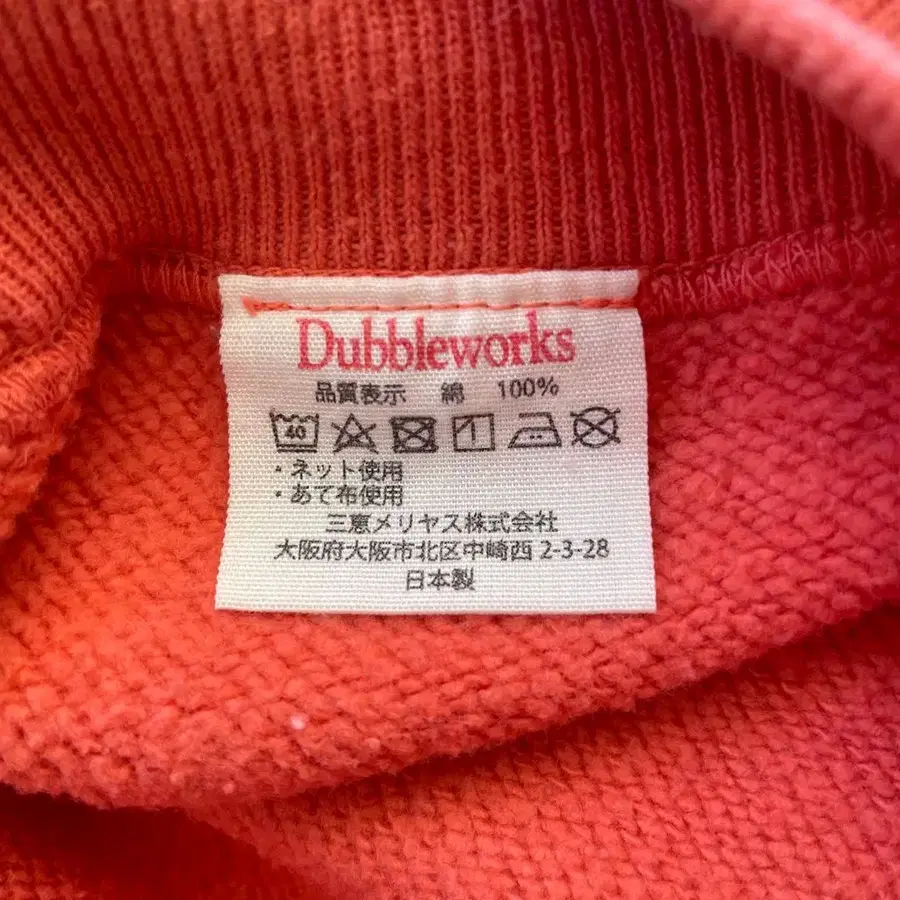 Dubbleworks
品質表示 綿 100%
40
・ネット使用
・あて布使用
三恵メリヤス株式会社
大阪府大阪市北区中崎西 2-3-28
日本製